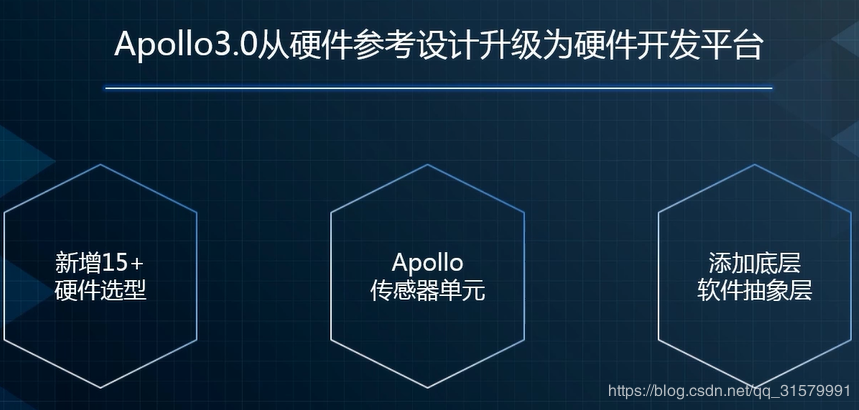 Apollo3.0从硬件参考设计升级为硬件开发平台
新增15+
硬件选型
Apollo
传感器单元
添加底层
软件抽象层
https://blog.csdn.net/qq_31579991